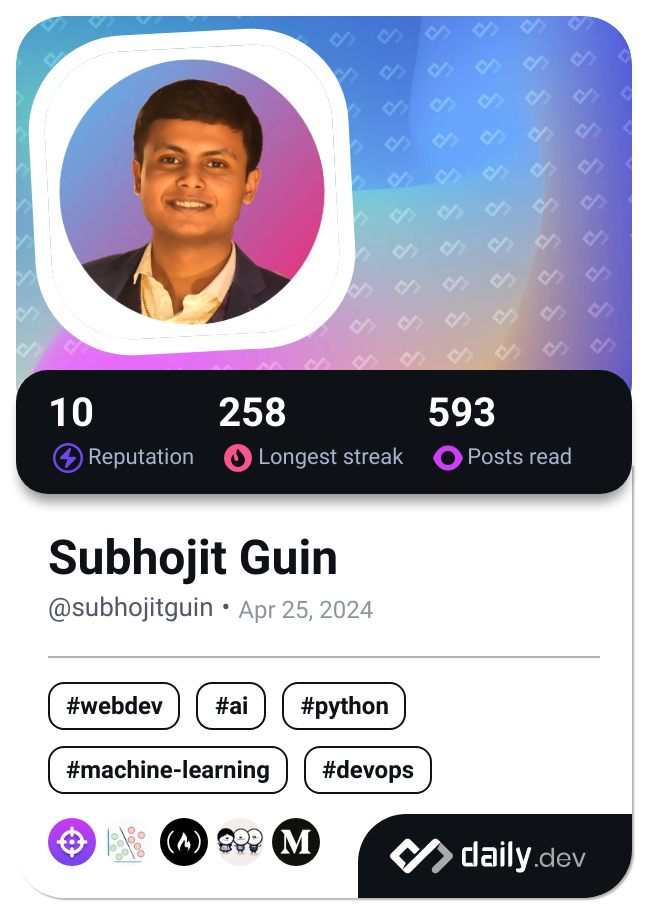 10 258 593
Reputation Longest streak Posts read
Subhojit Guin
@subhojitguin • Apr 25, 2024
#webdev #ai #python
#machine-learning #devops
M
daily.dev